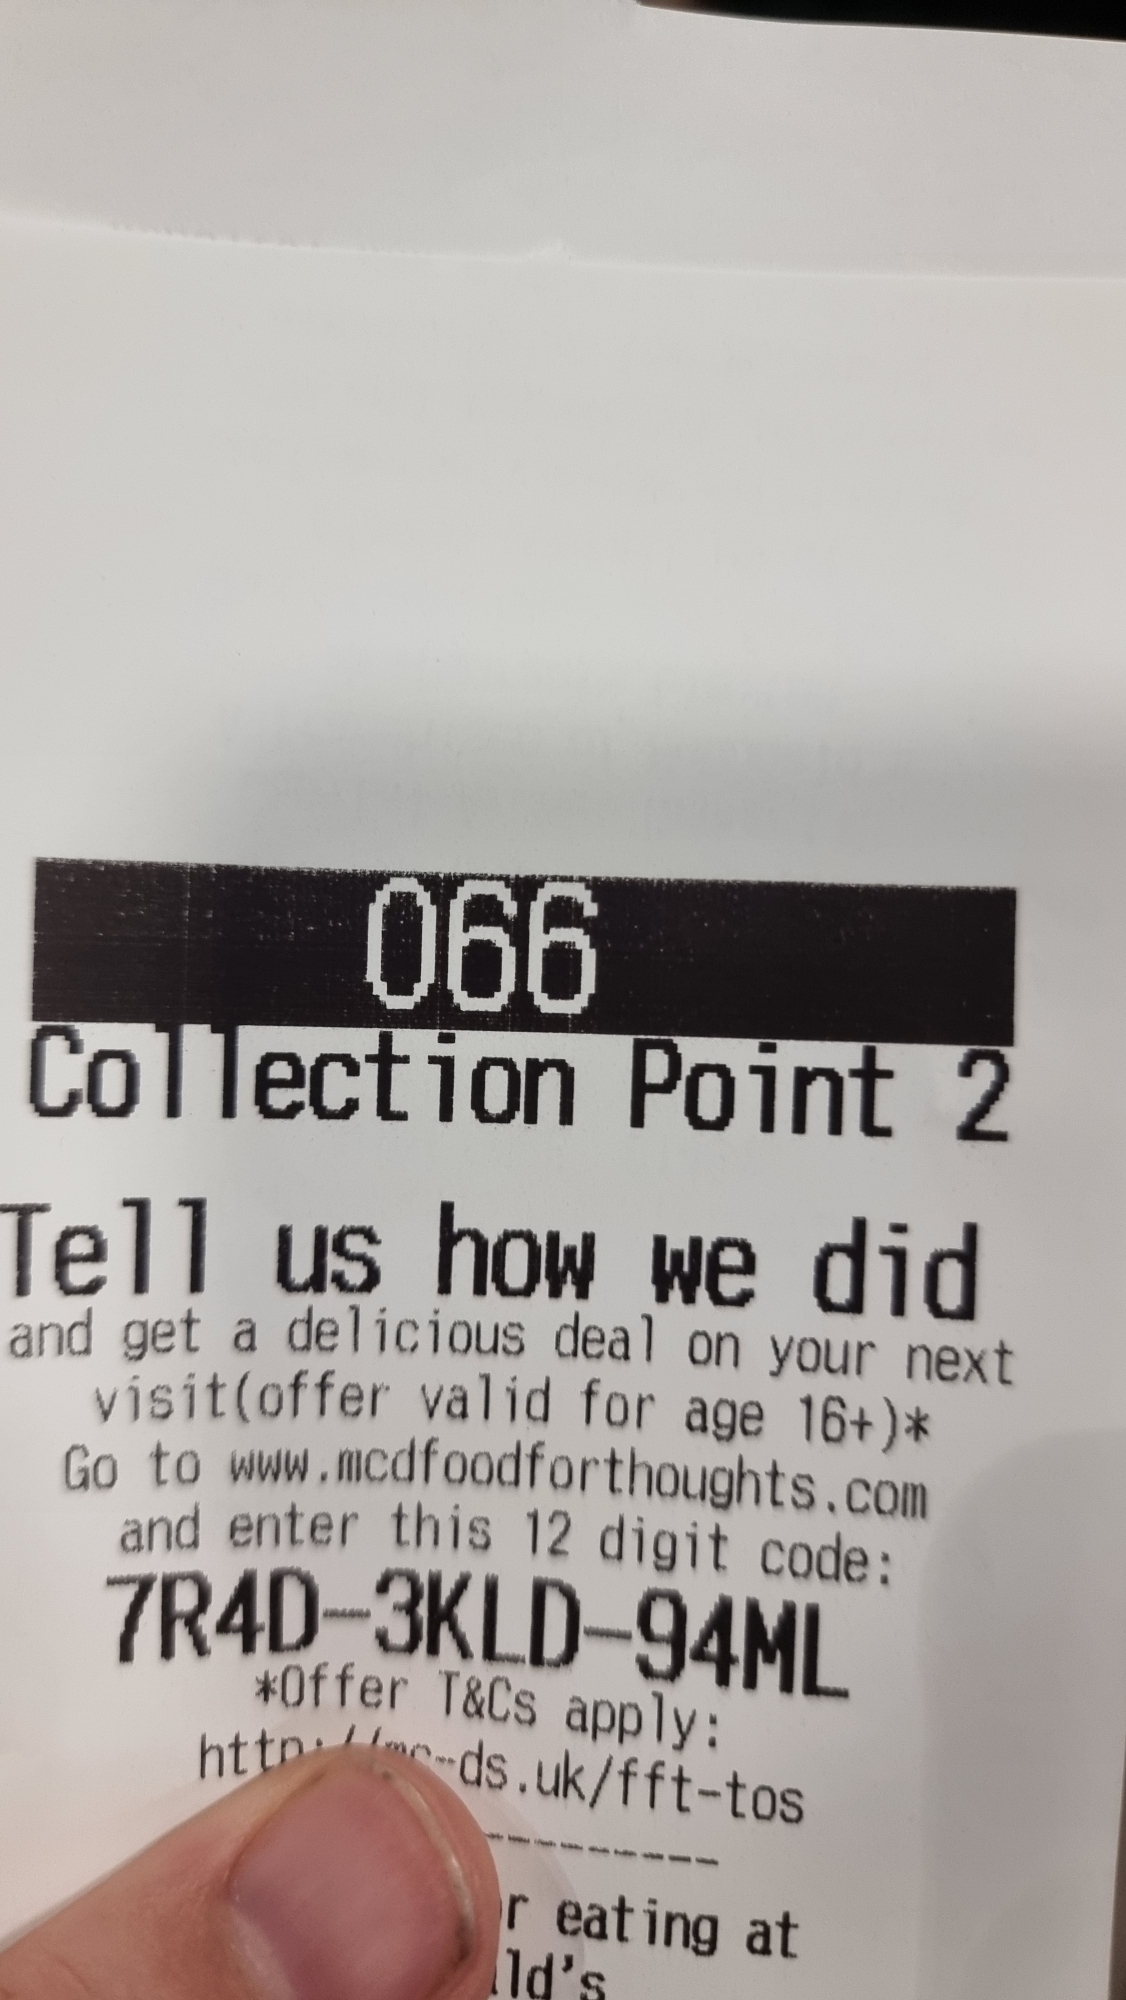 066
Collection Point 2
Tell us how we did
and get a delicious deal on your next
visit(offer valid for age 16+)*
Go to www.mcdfoodforthoughts.com
and enter this 12 digit code:
7R4D-3KLD-94ML
*Offer T&Cs apply:
http://mc-ds.uk/fft-tos
eating at